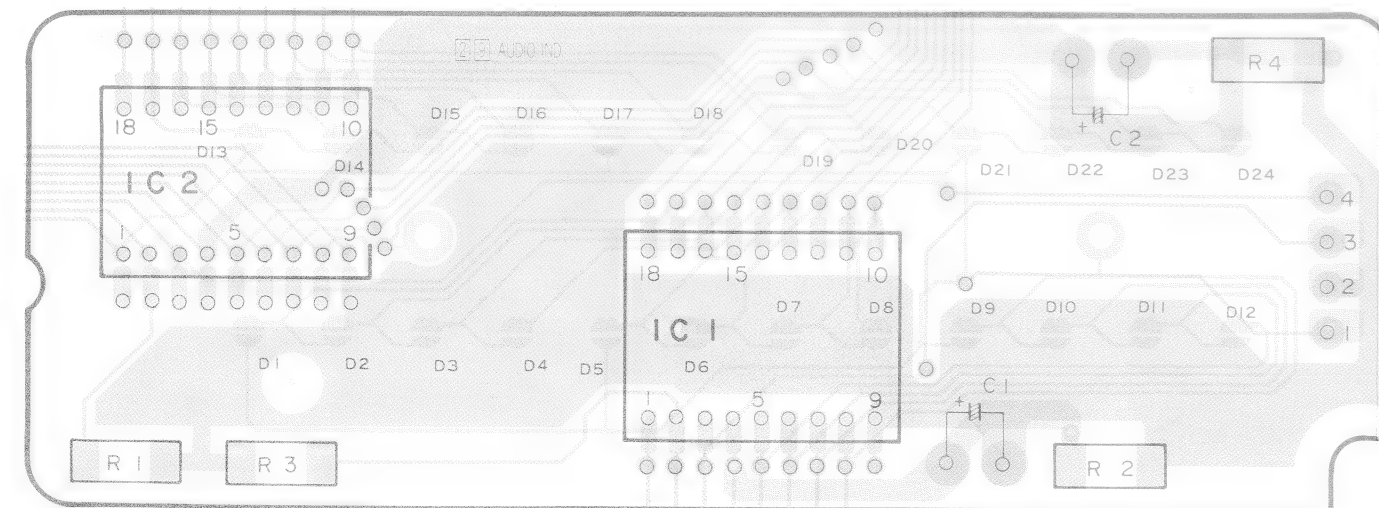 29 AUDIO IND
R4
D15 D16 D17 D18
C2
18 15 10
D13
D14
IC2
D20
D19
D21 D22 D23 D24
4
1 5 9
3
18 15 10
2
D7 D8 D9 D10 D11 D12
IC1
1
D1 D2 D3 D4 D5 D6
C1
1 5 9
R1 R3 R2